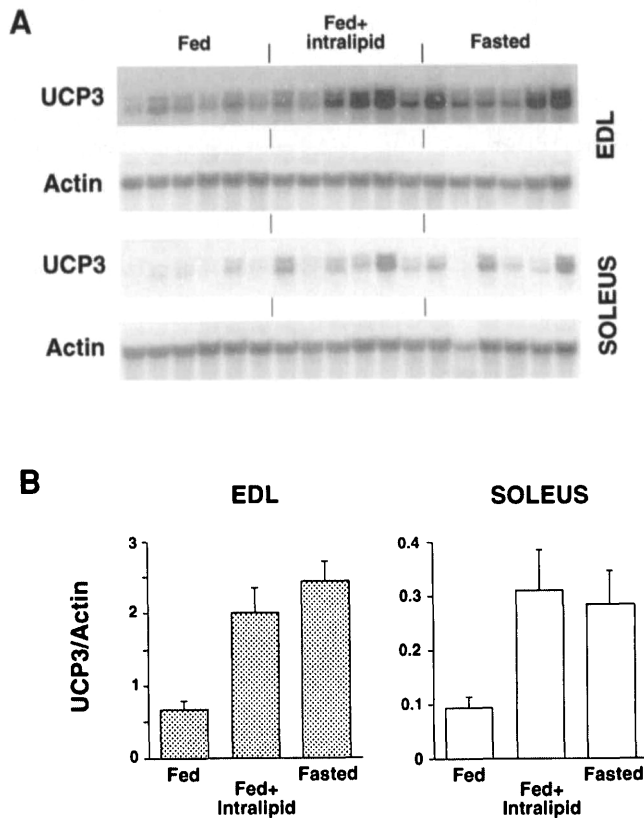 A
Fed
Fed+
intralipid
Fasted
UCP3
EDL
Actin
UCP3
SOLEUS
Actin
B
EDL
SOLEUS
UCP3/Actin
3
2
1
0
Fed
Fed+
Intralipid
Fasted
0.4
0.3
0.2
0.1
0
Fed
Fed+
Intralipid
Fasted